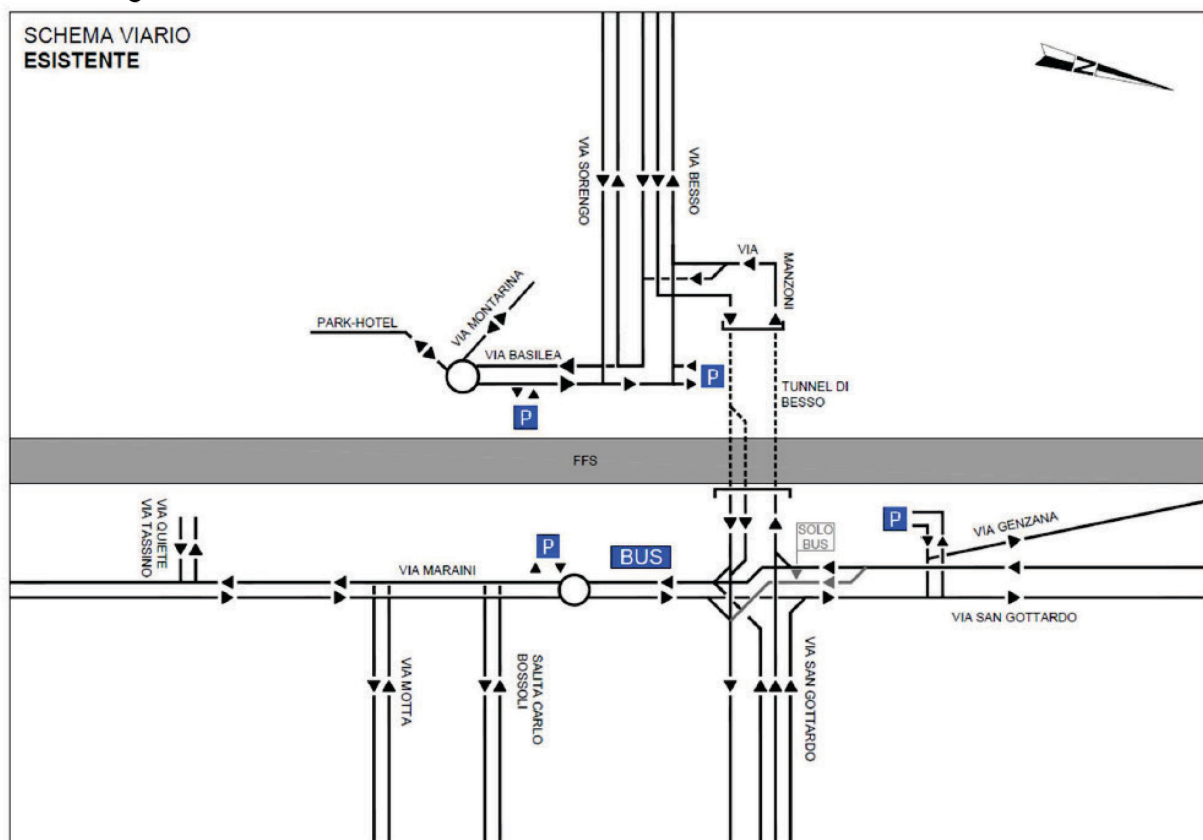 SCHEMA VIARIO
ESISTENTE
N
VIA SORENGO
VIA BESSO
VIA
MANZONI
VIA MONTARINA
PARK-HOTEL
VIA BASILEA
P
P
TUNNEL DI
BESSO
FFS
VIA QUIETE
VIA TASSINO
P
BUS
SOLO
BUS
P
VIA GENZANA
VIA MARAINI
VIA SAN GOTTARDO
VIA MOTTA
SALITA CARLO
BOSSOLI
VIA SAN GOTTARDO